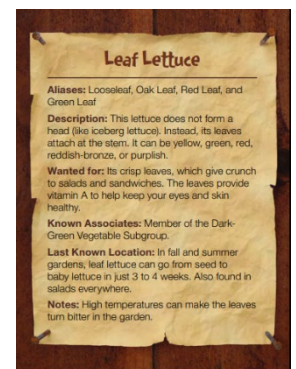 Leaf Lettuce
Aliases: Looseleaf, Oak Leaf, Red Leaf, and
Green Leaf
Description: This lettuce does not form a
head (like iceberg lettuce). Instead, its leaves
attach at the stem. It can be yellow, green, red,
reddish-bronze, or purplish.
Wanted for: Its crisp leaves, which give crunch
to salads and sandwiches. The leaves provide
vitamin A to help keep your eyes and skin
healthy.
Known Associates: Member of the Dark-
Green Vegetable Subgroup.
Last Known Location: In fall and summer
gardens, leaf lettuce can go from seed to
baby lettuce in just 3 to 4 weeks. Also found in
salads everywhere.
Notes: High temperatures can make the leaves
turn bitter in the garden.